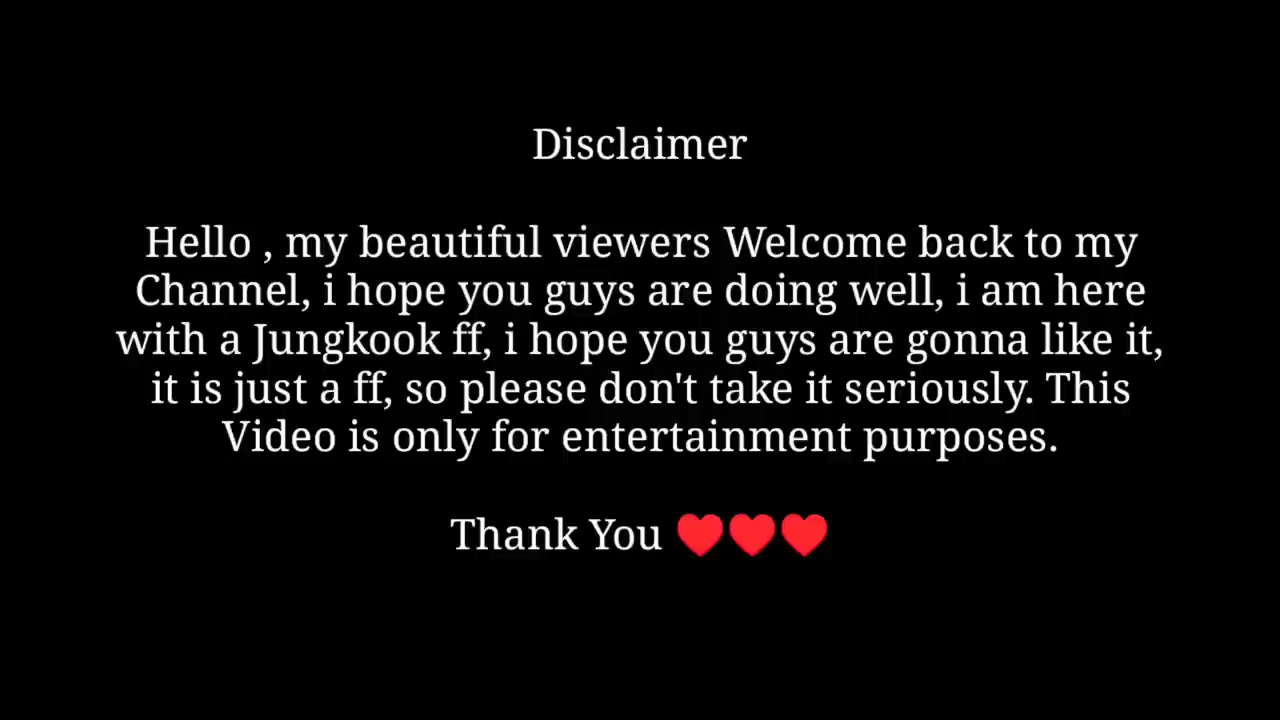 Disclaimer
Hello , my beautiful viewers Welcome back to my
Channel, i hope you guys are doing well, i am here
with a Jungkook ff, i hope you guys are gonna like it,
it is just a ff, so please don't take it seriously. This
Video is only for entertainment purposes.
Thank You ♥♥♥